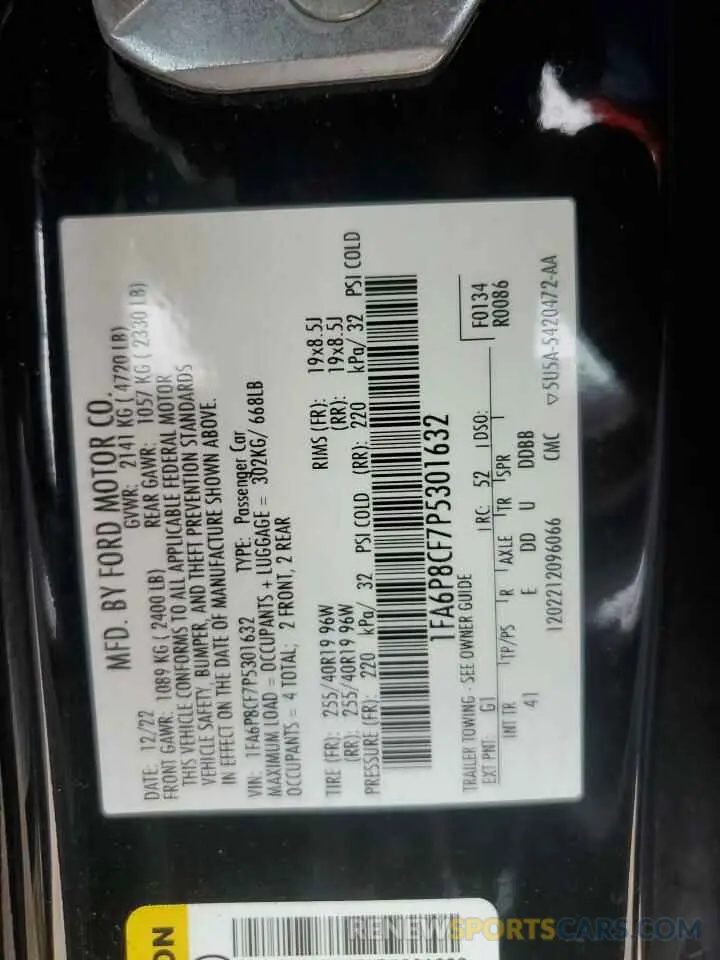 MFD. BY FORD MOTOR CO.
DATE: 12/22 GVWR: 2141 KG ( 4720 LB)
FRONT GAWR: 1089 KG ( 2400 LB) REAR GAWR: 1057 KG ( 2330 LB)
THIS VEHICLE CONFORMS TO ALL APPLICABLE FEDERAL MOTOR
VEHICLE SAFETY, BUMPER, AND THEFT PREVENTION STANDARDS
IN EFFECT ON THE DATE OF MANUFACTURE SHOWN ABOVE.
VIN: 1FA6P8CF7P5301632 TYPE: Passenger Car
MAXIMUM LOAD = OCCUPANTS + LUGGAGE = 302KG/ 668LB
OCCUPANTS = 4 TOTAL; 2 FRONT, 2 REAR
TIRE (FR): 255/40R19 96W RIMS (FR): 19x8.5J
(RR): 255/40R19 96W (RR): 19x8.5J
PRESSURE (FR): 220 kPa/ 32 PSI COLD (RR): 220 kPa/ 32 PSI COLD
1FA6P8CF7P5301632
TRAILER TOWING - SEE OWNER GUIDE
F0134
R0086
EXT PNT: G1 RC: 52 DSO:
INT TR TP/PS R AXLE TR SPR
41 E DD U DDBB
1202212096066 CMC ▽5U5A-5420472-AA
ON
RENEWSPORTSCARS.COM